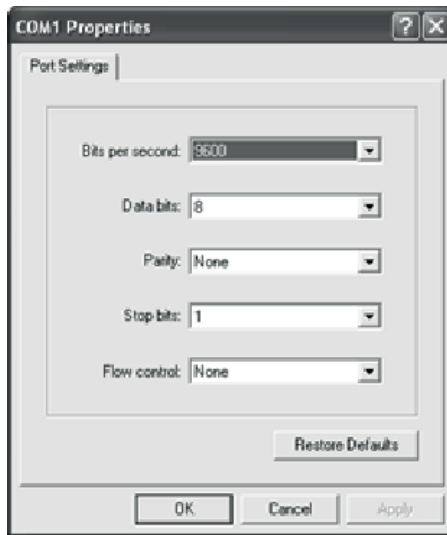 COM1 Properties
Port Settings
Bits per second: 9600
Data bits: 8
Parity: None
Stop bits: 1
Flow control: None
Restore Defaults
OK Cancel Apply